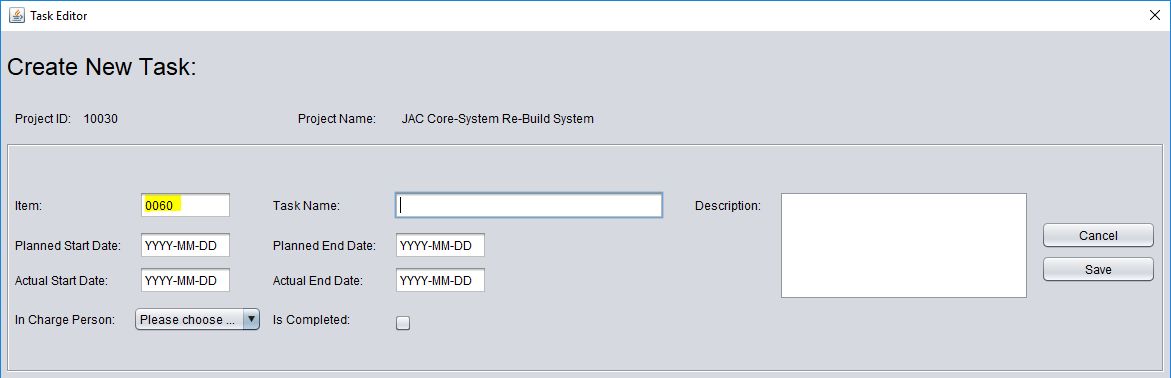 Task Editor
Create New Task:
Project ID: 10030 Project Name: JAC Core-System Re-Build System
Item: 0060 Task Name: Description:
Cancel
Planned Start Date: YYYY-MM-DD Planned End Date: YYYY-MM-DD
Save
Actual Start Date: YYYY-MM-DD Actual End Date: YYYY-MM-DD
In Charge Person: Please choose ... Is Completed: